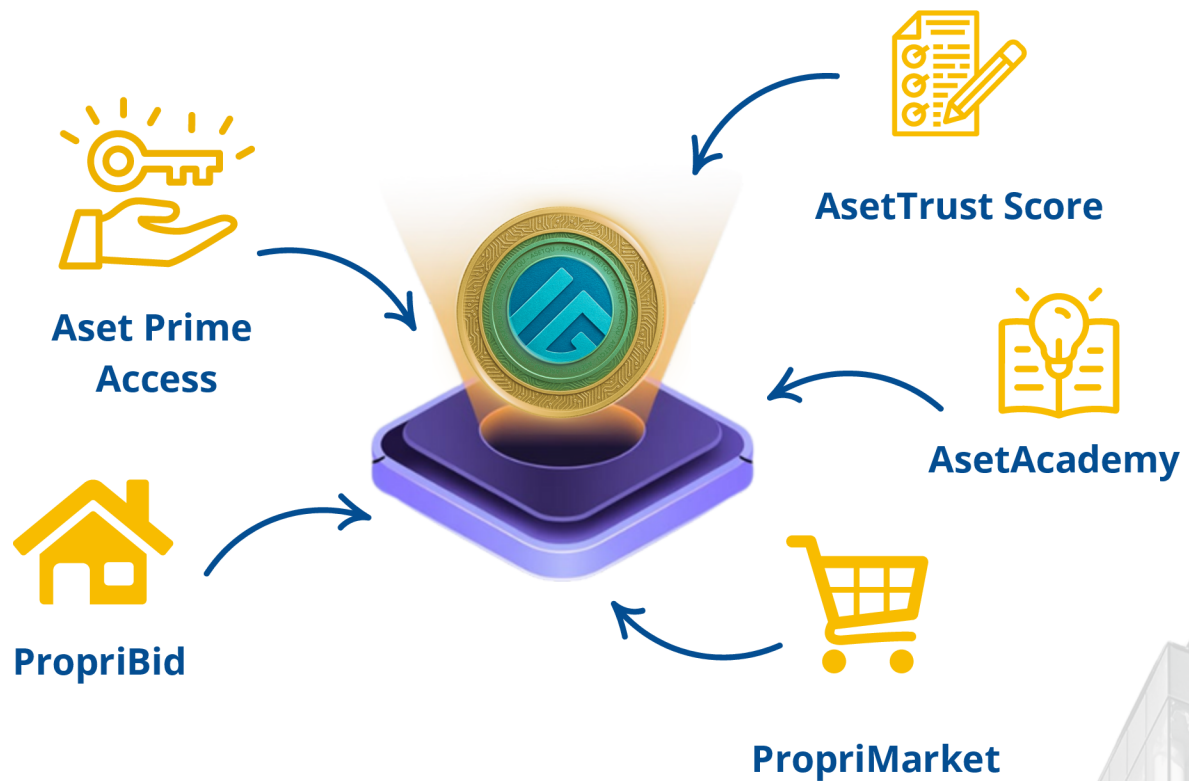 AsetTrust Score
Aset Prime
Access
AsetAcademy
PropriBid
PropriMarket